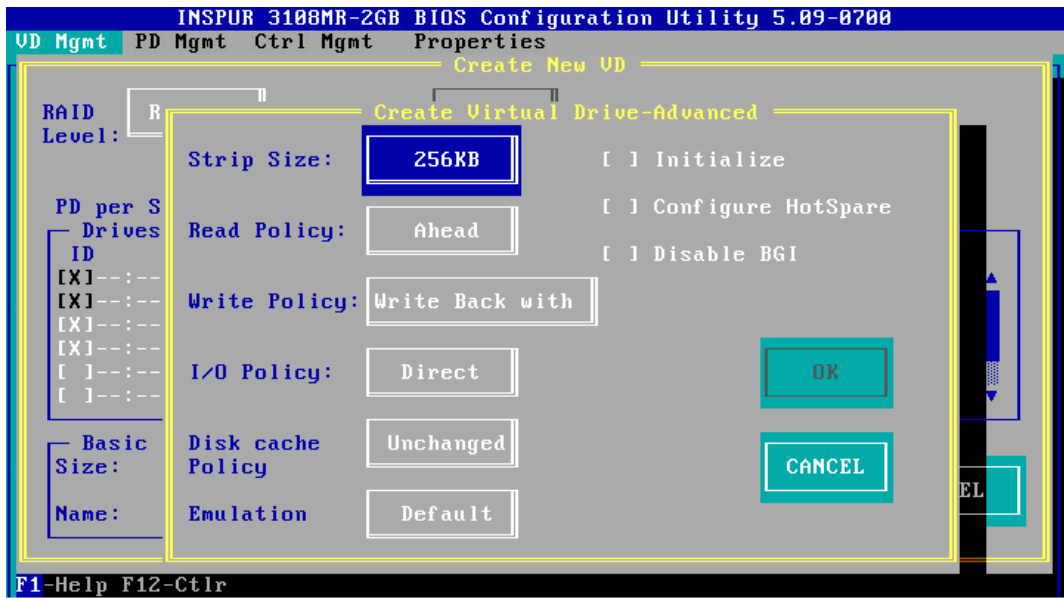 INSPUR 3108MR-2GB BIOS Configuration Utility 5.09-0700
VD Mgmt PD Mgmt Ctrl Mgmt Properties
Create New VD
RAID Level: R
PD per S
Drives
ID
[X]--:--
[X]--:--
[X]--:--
[X]--:--
[ ]--:--
[ ]--:--
Basic
Size:
Name:
Create Virtual Drive-Advanced
Strip Size: 256KB [ ] Initialize
Read Policy: Ahead [ ] Configure HotSpare
[ ] Disable BGI
Write Policy: Write Back with
I/O Policy: Direct OK
Disk cache Policy Unchanged CANCEL
Emulation Default
EL
F1-Help F12-Ctlr